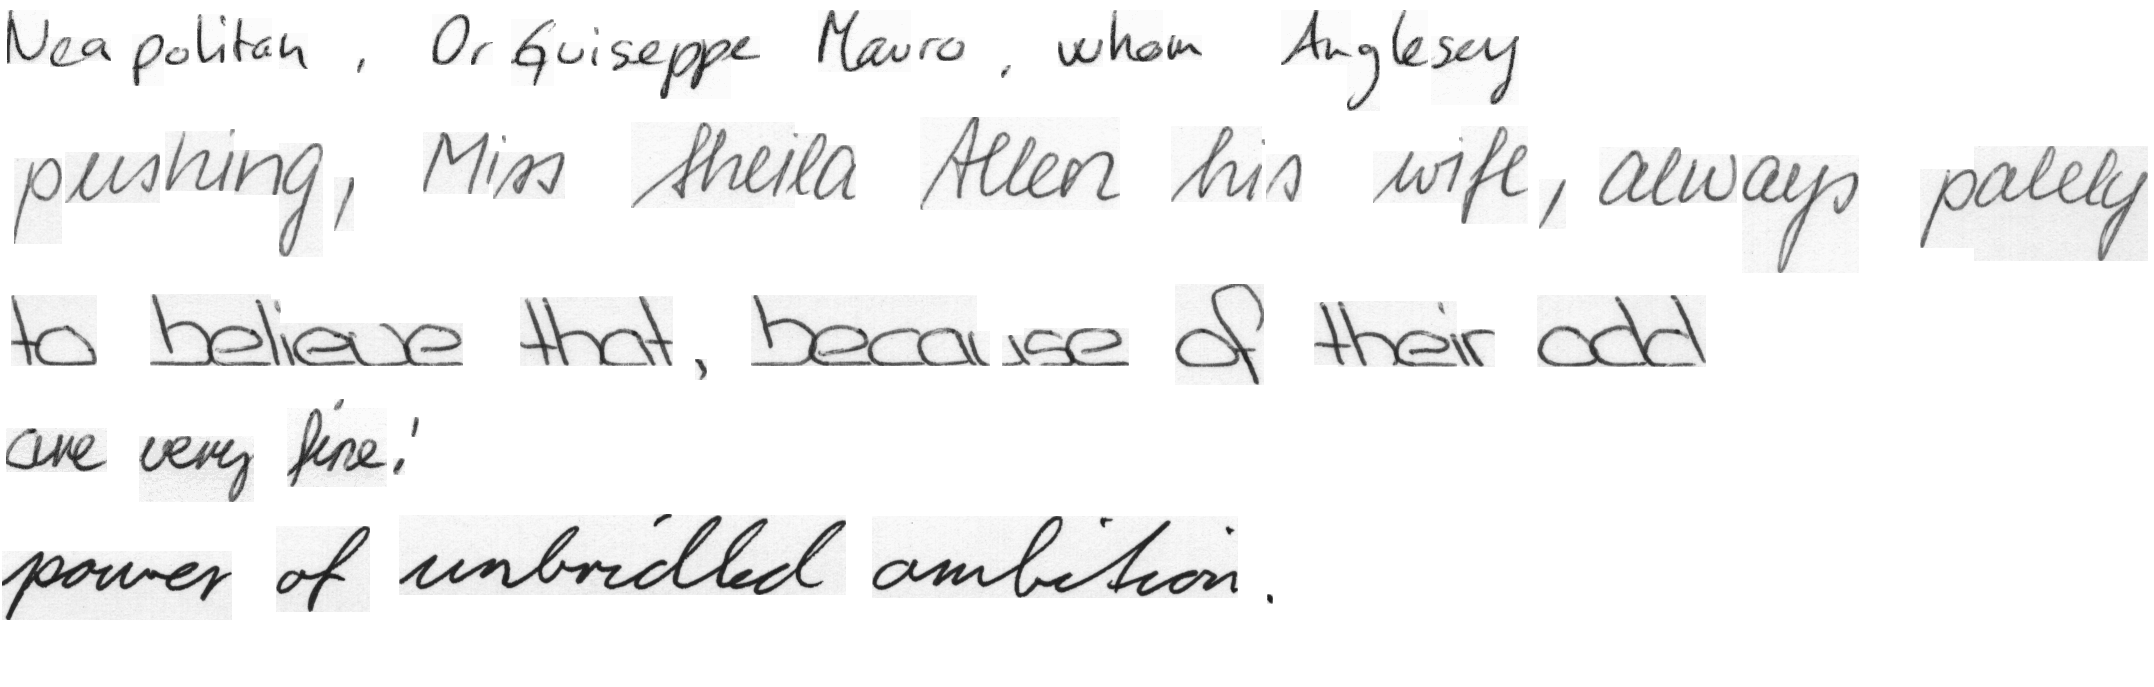 Neapolitan, Dr Guiseppe Mauro, whom Anglesey
pushing, Miss Sheila Allen his wife, always palely
to believe that, because of their odd
are very fine!
power of unbridled ambition.